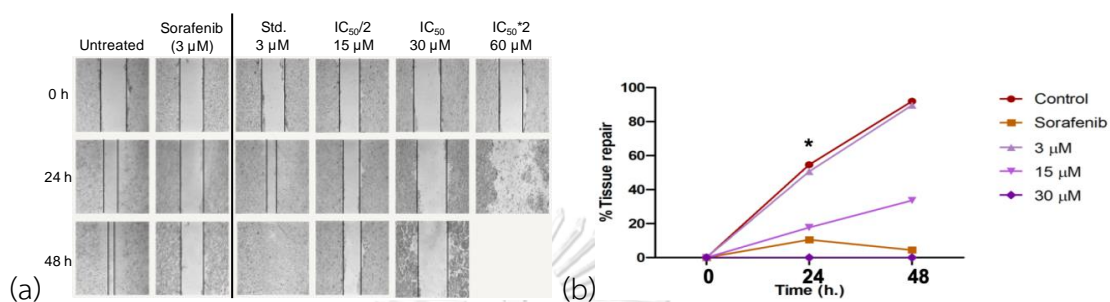 Untreated
Sorafenib
(3 µM)
Std.
3 µM
IC50/2
15 µM
IC50
30 µM
IC50*2
60 µM
0 h
24 h
48 h
(a)
100
80
60
40
20
0
%Tissue repair
*
0
24
48
Time (h.)
Control
Sorafenib
3 μM
15 μM
30 μM
(b)